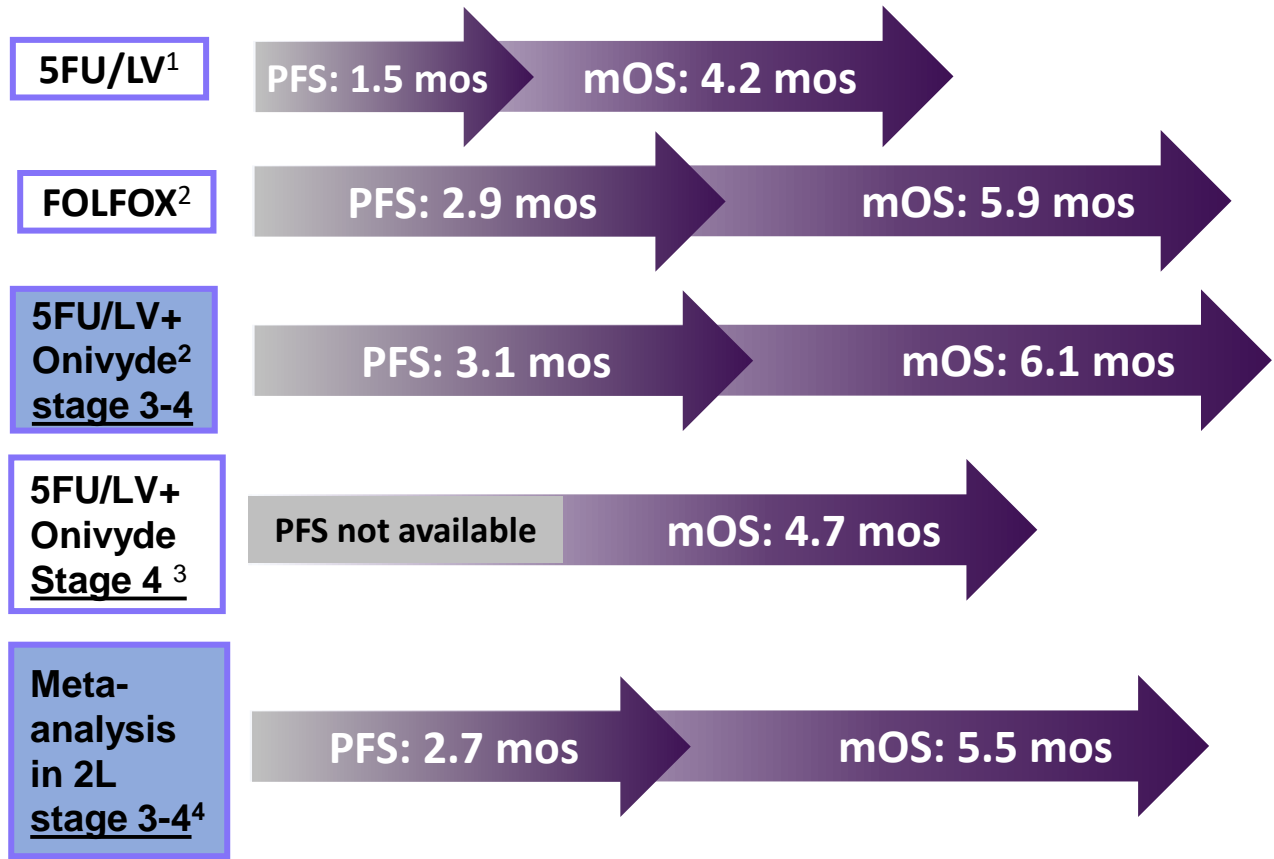 5FU/LV¹
PFS: 1.5 mos
mOS: 4.2 mos
FOLFOX²
PFS: 2.9 mos
mOS: 5.9 mos
5FU/LV+
Onivyde²
stage 3-4
PFS: 3.1 mos
mOS: 6.1 mos
5FU/LV+
Onivyde
Stage 4 ³
PFS not available
mOS: 4.7 mos
Meta-
analysis
in 2L
stage 3-4⁴
PFS: 2.7 mos
mOS: 5.5 mos